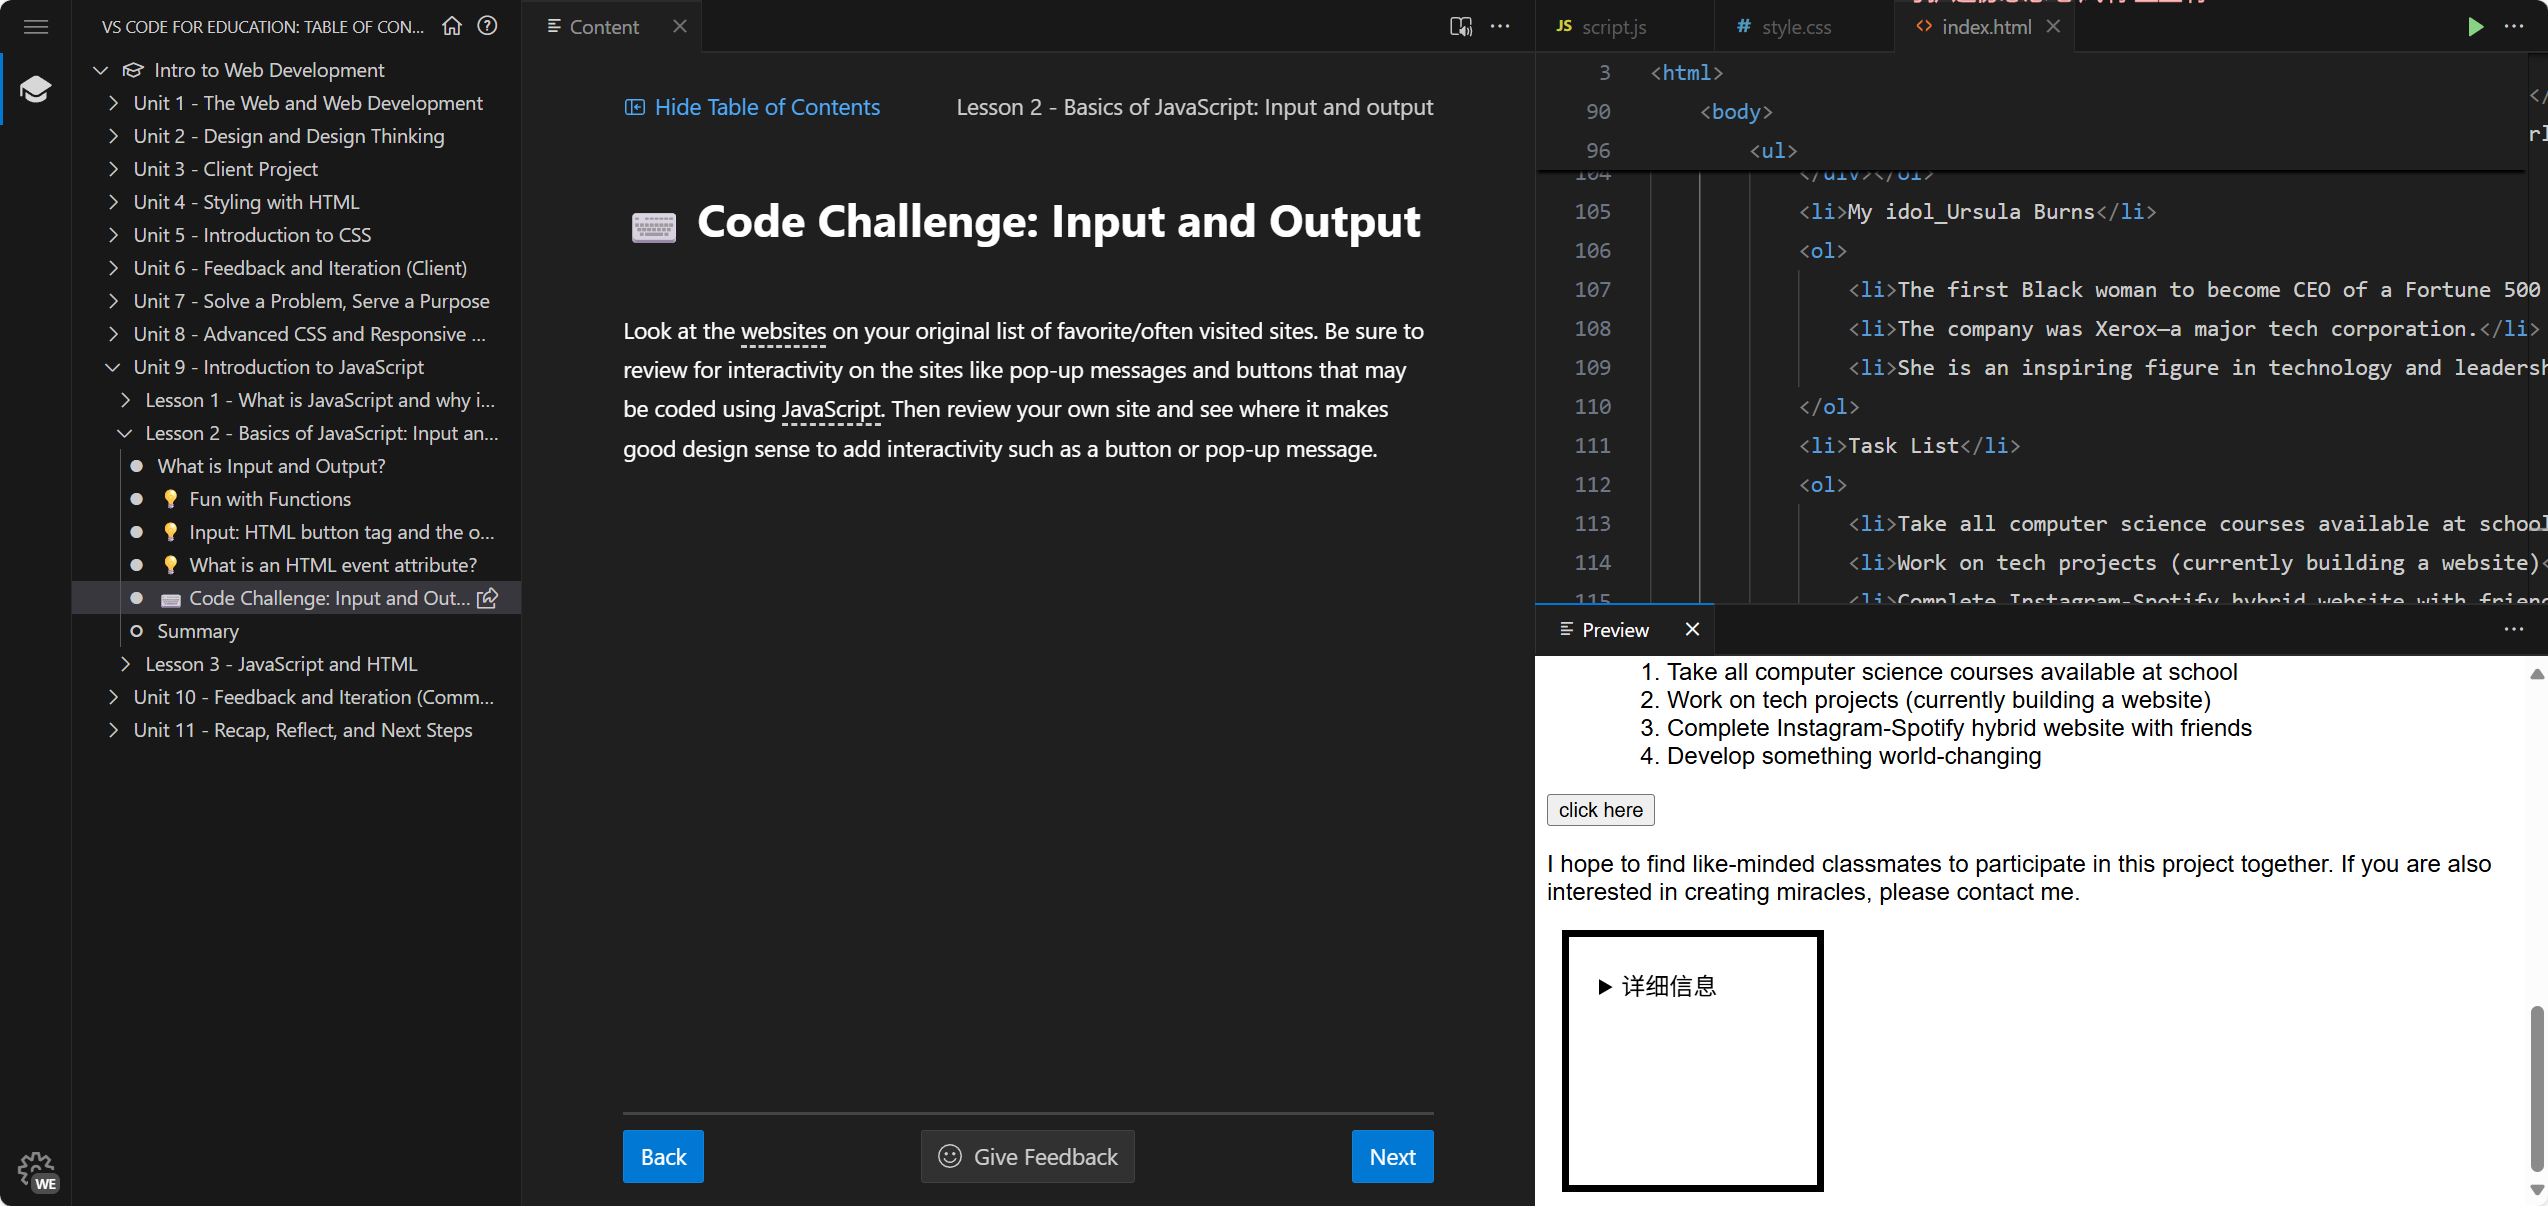 VS CODE FOR EDUCATION: TABLE OF CON...
Intro to Web Development
Unit 1 - The Web and Web Development
Unit 2 - Design and Design Thinking
Unit 3 - Client Project
Unit 4 - Styling with HTML
Unit 5 - Introduction to CSS
Unit 6 - Feedback and Iteration (Client)
Unit 7 - Solve a Problem, Serve a Purpose
Unit 8 - Advanced CSS and Responsive ...
Unit 9 - Introduction to JavaScript
Lesson 1 - What is JavaScript and why i...
Lesson 2 - Basics of JavaScript: Input an...
What is Input and Output?
Fun with Functions
Input: HTML button tag and the o...
What is an HTML event attribute?
Code Challenge: Input and Out...
Summary
Lesson 3 - JavaScript and HTML
Unit 10 - Feedback and Iteration (Comm...
Unit 11 - Recap, Reflect, and Next Steps
WE
Content
Hide Table of Contents
Lesson 2 - Basics of JavaScript: Input and output
Code Challenge: Input and Output
Look at the websites on your original list of favorite/often visited sites. Be sure to
review for interactivity on the sites like pop-up messages and buttons that may
be coded using JavaScript. Then review your own site and see where it makes
good design sense to add interactivity such as a button or pop-up message.
Back
Give Feedback
Next
JS script.js
# style.css
<> index.html
3 <html>
90 <body>
96 <ul>
104 </div></ol>
105 <li>My idol_Ursula Burns</li>
106 <ol>
107 <li>The first Black woman to become CEO of a Fortune 500
108 <li>The company was Xerox—a major tech corporation.</li>
109 <li>She is an inspiring figure in technology and leadersh
110 </ol>
111 <li>Task List</li>
112 <ol>
113 <li>Take all computer science courses available at school
114 <li>Work on tech projects (currently building a website)<
115 <li>Complete Instagram-Spotify hybrid website with friend
Preview
1. Take all computer science courses available at school
2. Work on tech projects (currently building a website)
3. Complete Instagram-Spotify hybrid website with friends
4. Develop something world-changing
click here
I hope to find like-minded classmates to participate in this project together. If you are also
interested in creating miracles, please contact me.
▶ 详细信息